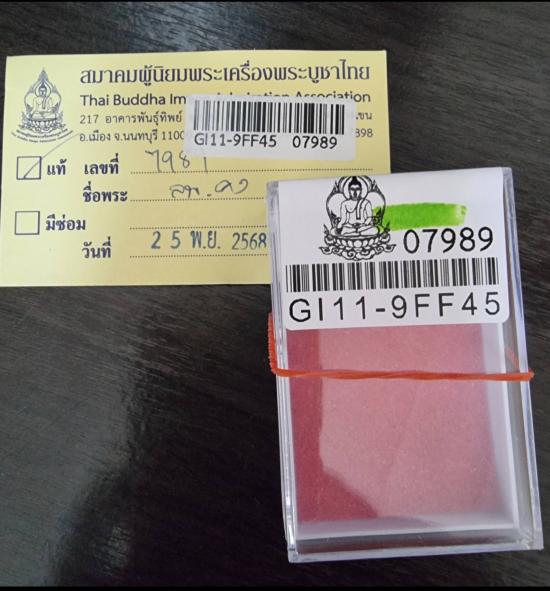 สมาคมผู้นิยมพระเครื่องพระบูชาไทย
Thai Buddha Im Association
217 อาคารพันธุ์ทิพย์
อ.เมือง จ.นนทบุรี 1100 898
GI11-9FF45 07989
แท้ เลขที่ 7989
ชื่อพระ
มีซ่อม
วันที่ 25 พ.ย. 2568
07989
GI11-9FF45